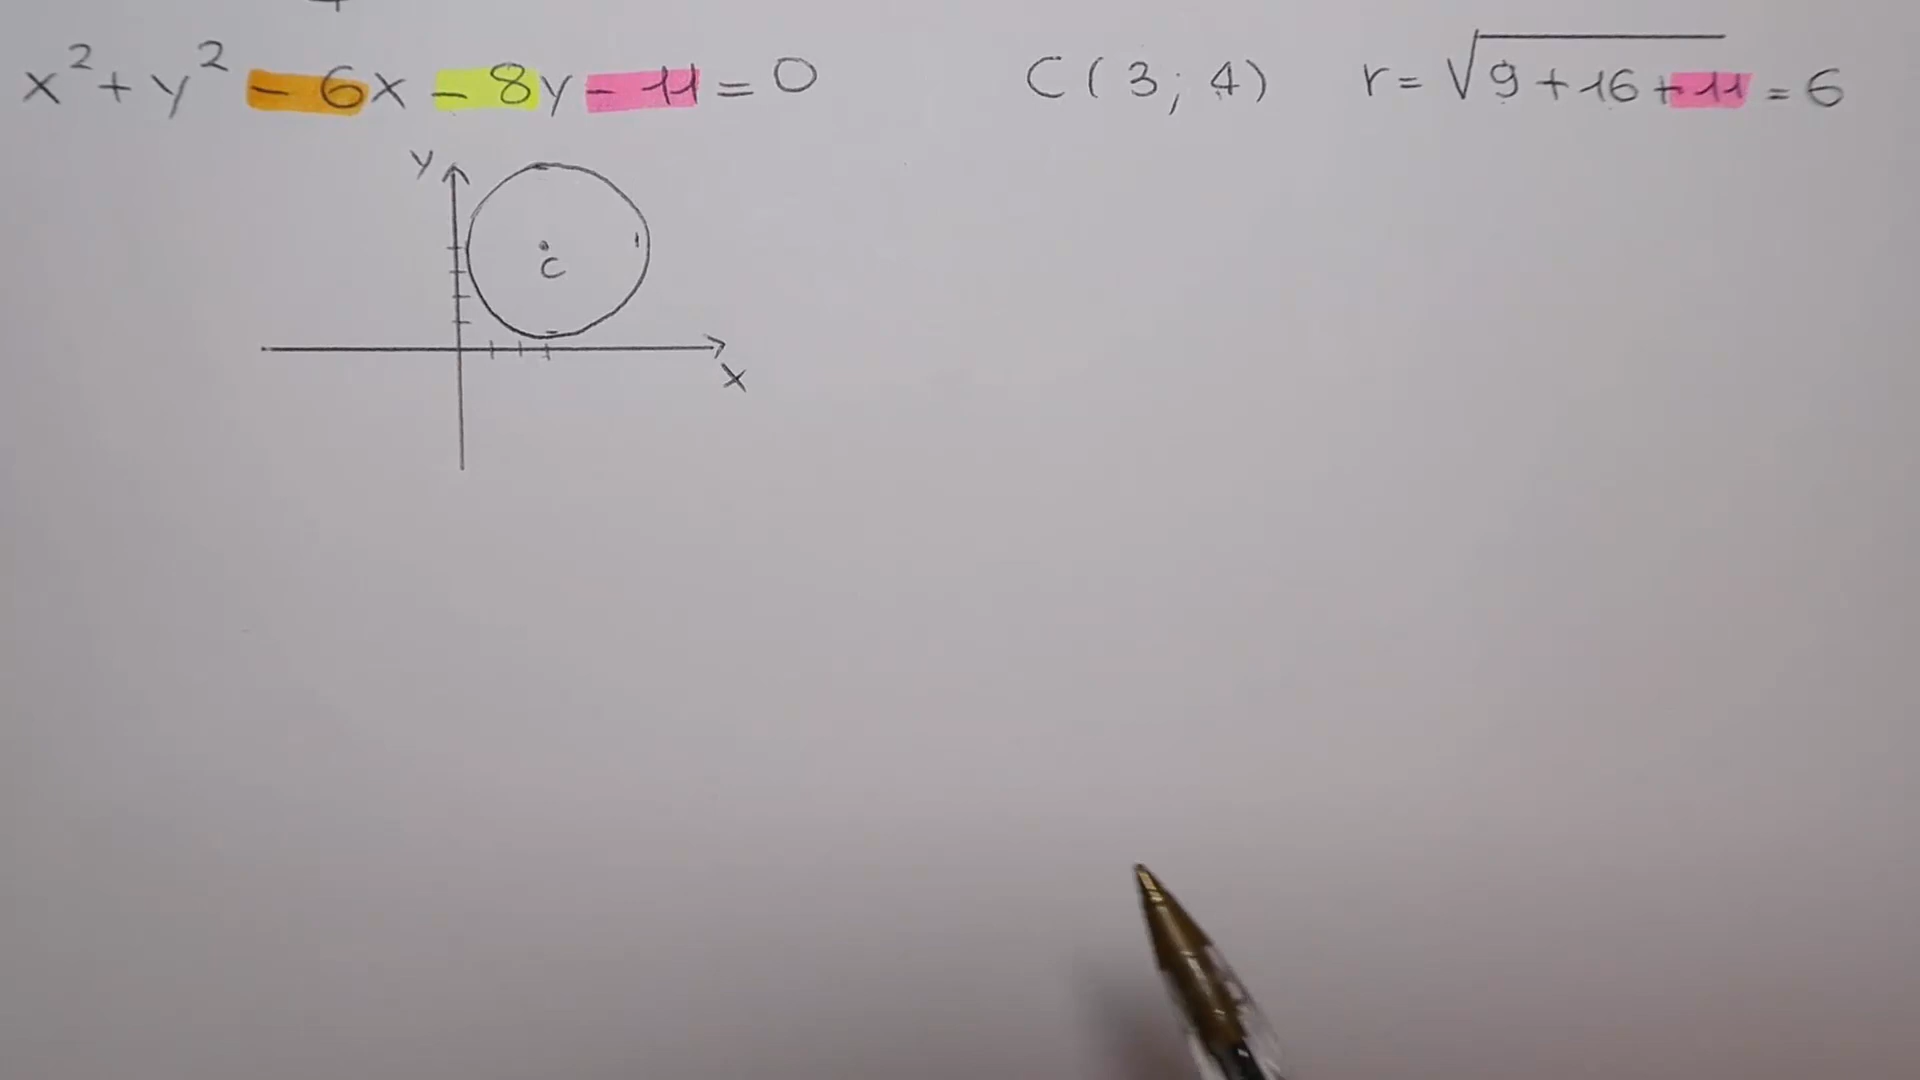 x²+y² - 6x - 8y - 11 = 0 C ( 3 ; 4 ) r = √9+16+11 = 6
y
C
x